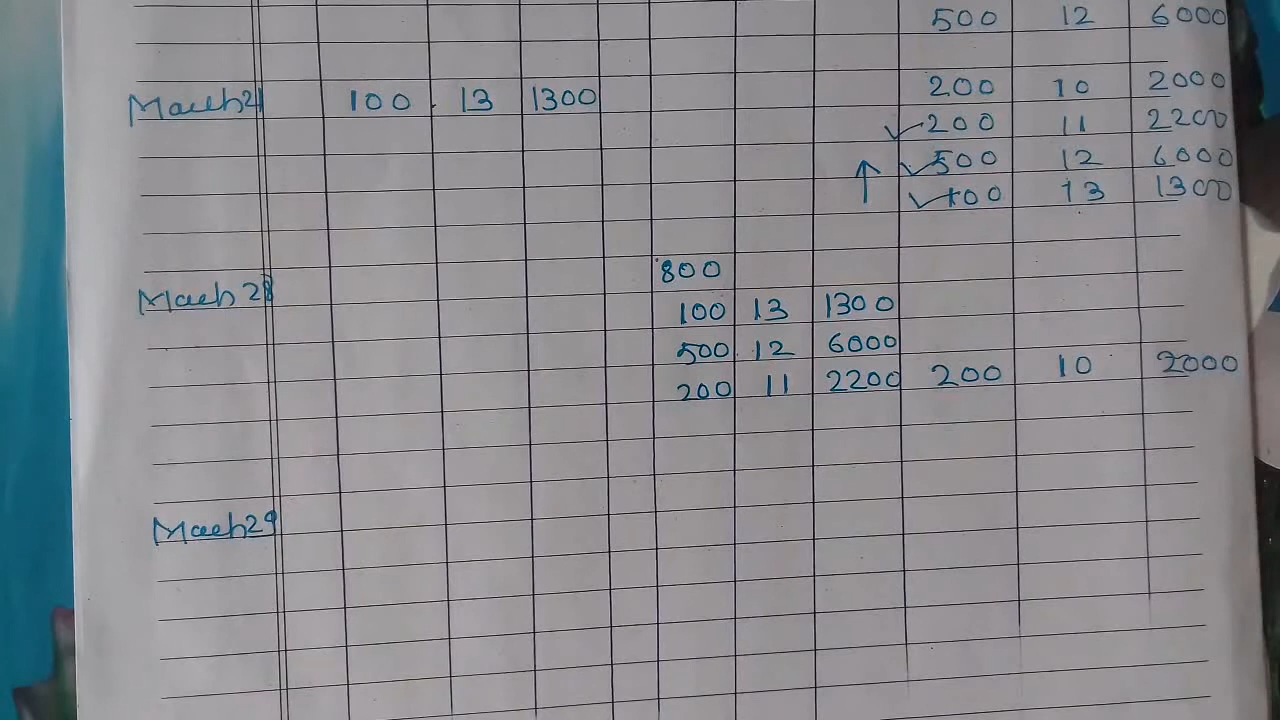 500 12 6000
200 10 2000
March 21 100 13 1300
200 11 2200
500 12 6000
100 13 1300
800
March 28
100 13 1300
500 12 6000
200 11 2200 200 10 2000
March 29